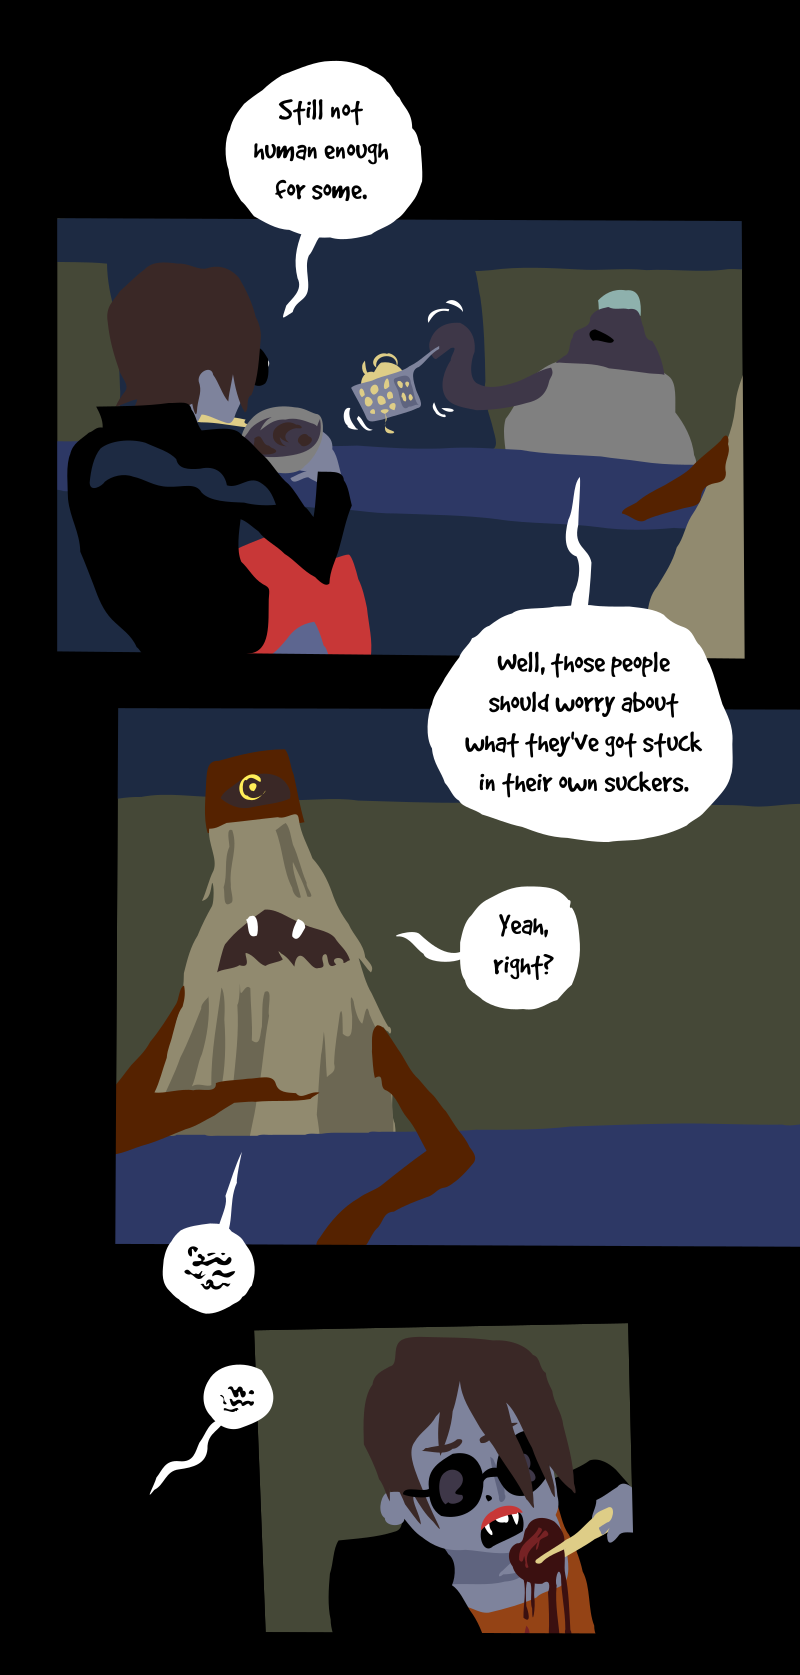 Still not
human enough
for some.
Well, those people
should worry about
what they've got stuck
in their own suckers.
Yeah,
right?